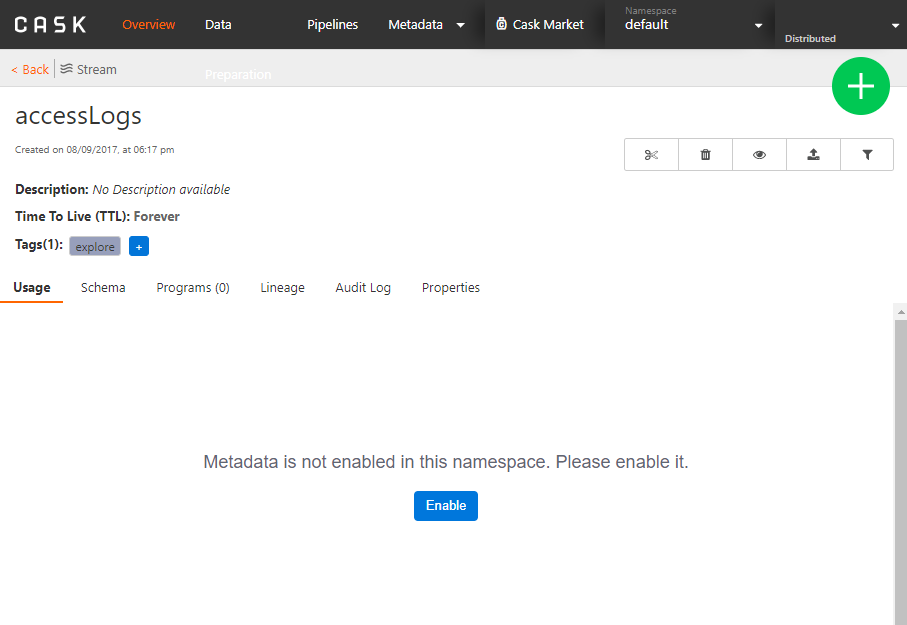 CASK Overview Data Pipelines Metadata Cask Market Namespace default Distributed
Preparation
< Back Stream
accessLogs
Created on 08/09/2017, at 06:17 pm
Description: No Description available
Time To Live (TTL): Forever
Tags(1): explore +
Usage Schema Programs (0) Lineage Audit Log Properties
Metadata is not enabled in this namespace. Please enable it.
Enable